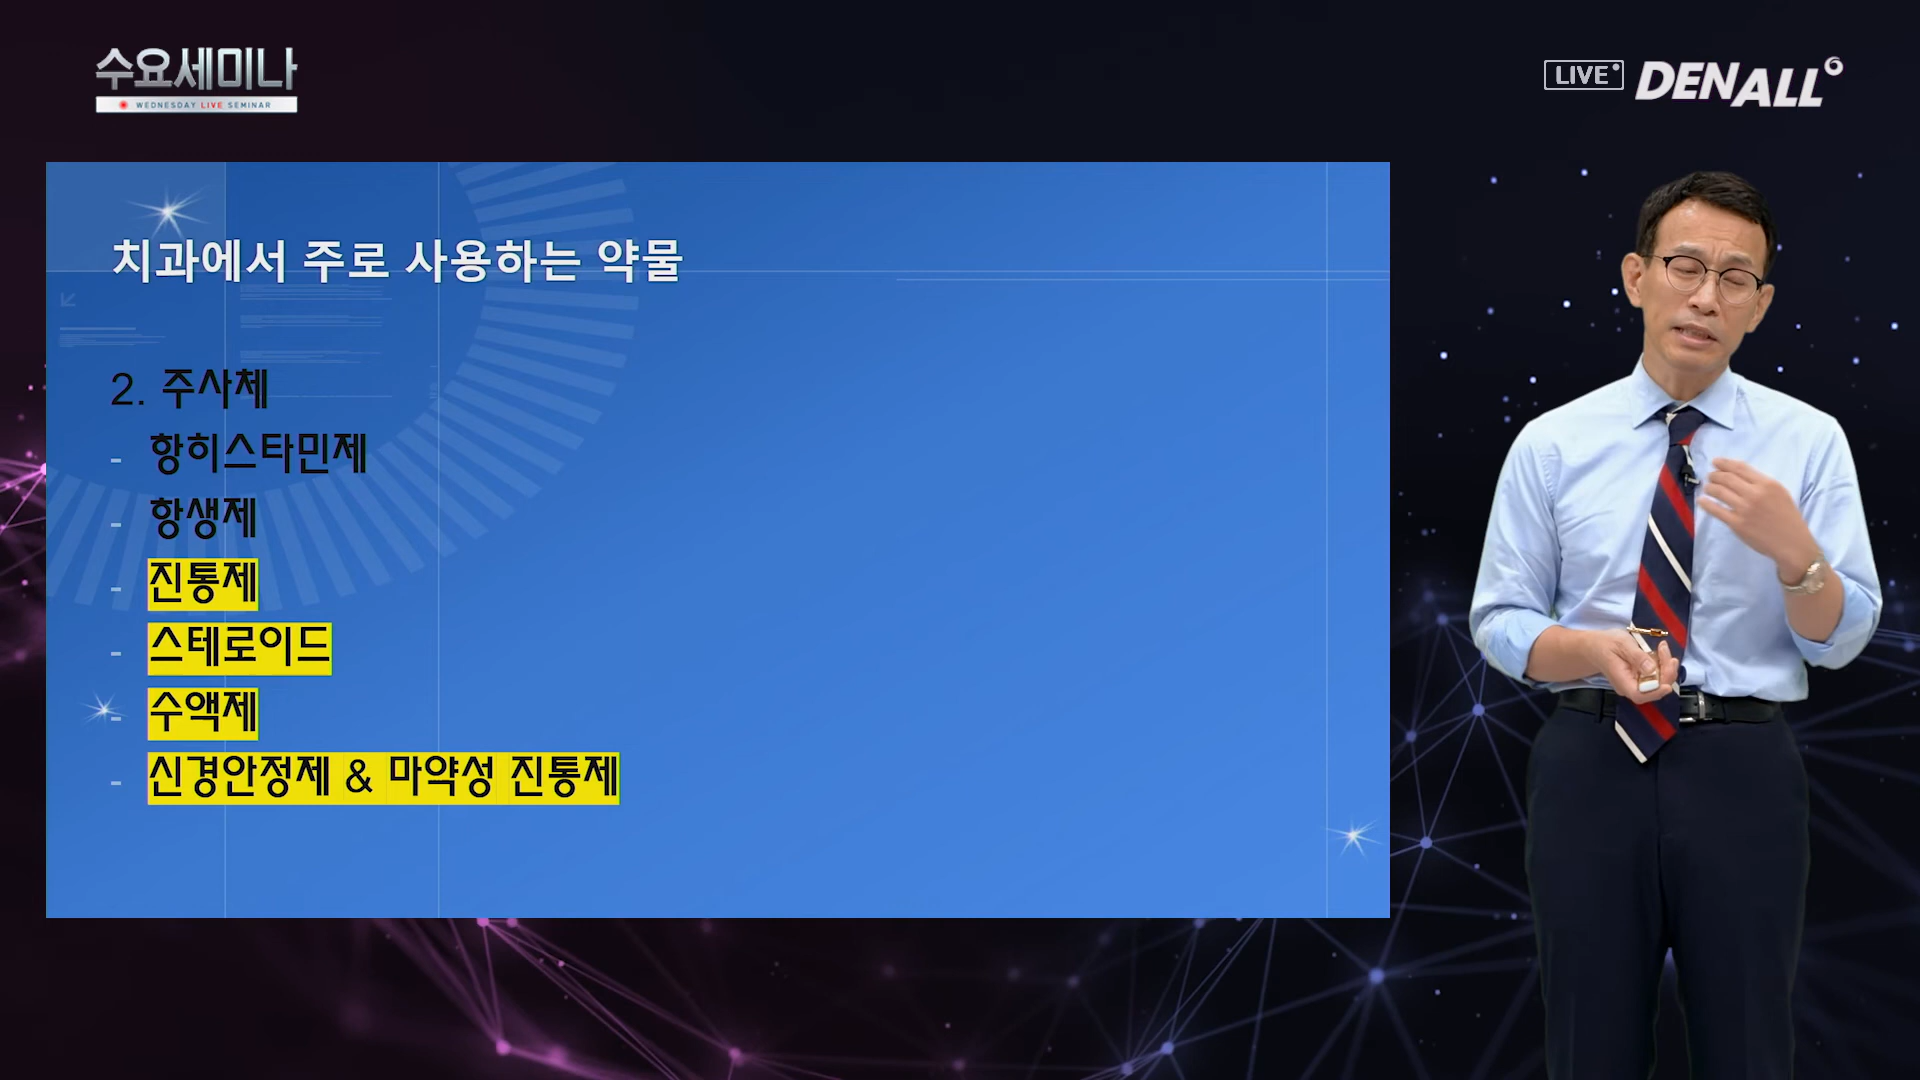 수요세미나
WEDNESDAY LIVE SEMINAR
LIVE
DENALL
치과에서 주로 사용하는 약물
2. 주사체
- 항히스타민제
- 항생제
- 진통제
- 스테로이드
- 수액제
- 신경안정제 & 마약성 진통제